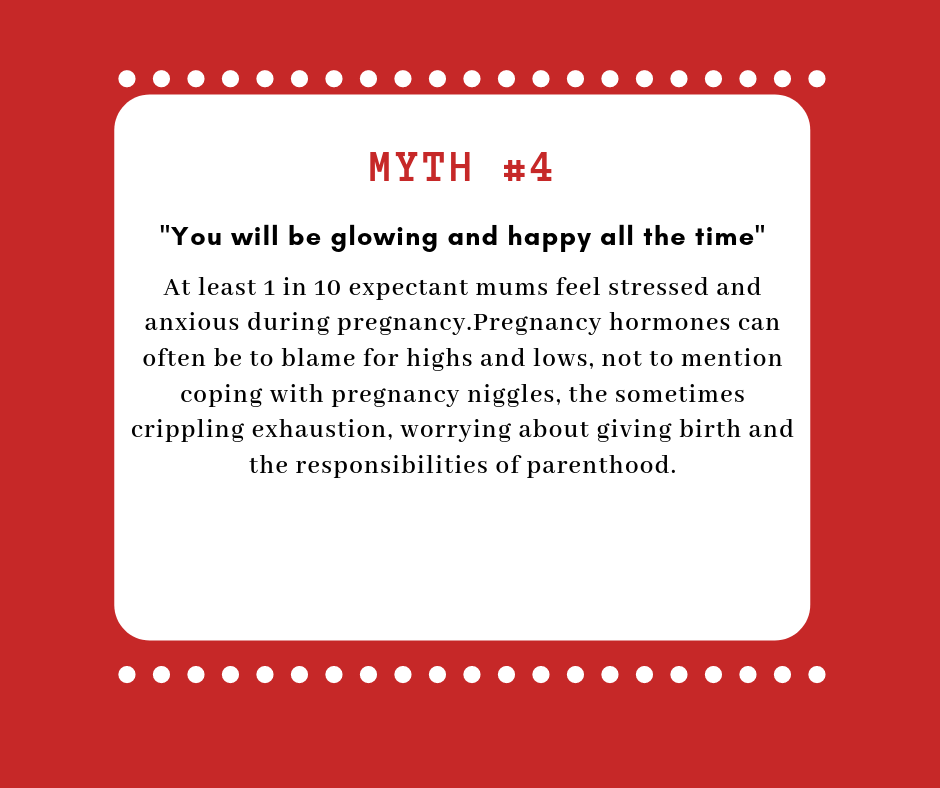 MYTH #4
"You will be glowing and happy all the time"
At least 1 in 10 expectant mums feel stressed and
anxious during pregnancy.Pregnancy hormones can
often be to blame for highs and lows, not to mention
coping with pregnancy niggles, the sometimes
crippling exhaustion, worrying about giving birth and
the responsibilities of parenthood.